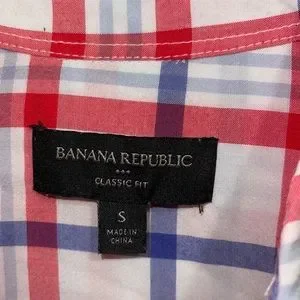 BANANA REPUBLIC
CLASSIC FIT
S
MADE IN
CHINA